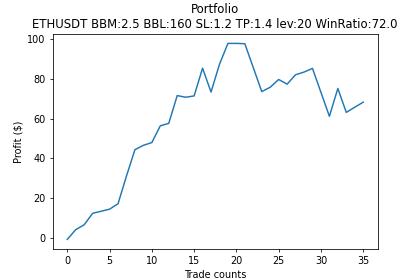 Portfolio
ETHUSDT BBM:2.5 BBL:160 SL:1.2 TP:1.4 lev:20 WinRatio:72.0
100
80
60
40
20
0
Profit ($)
0 5 10 15 20 25 30 35
Trade counts